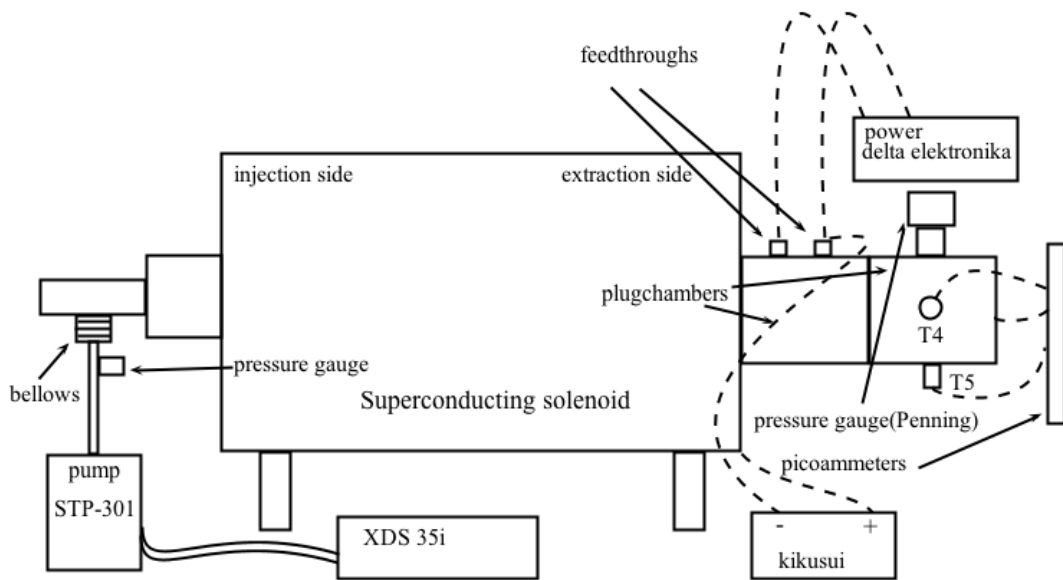 feedthroughs
power
delta elektronika
injection side
extraction side
plugchambers
T4
bellows
pressure gauge
T5
Superconducting solenoid
pressure gauge(Penning)
picoammeters
pump
STP-301
XDS 35i
- +
kikusui